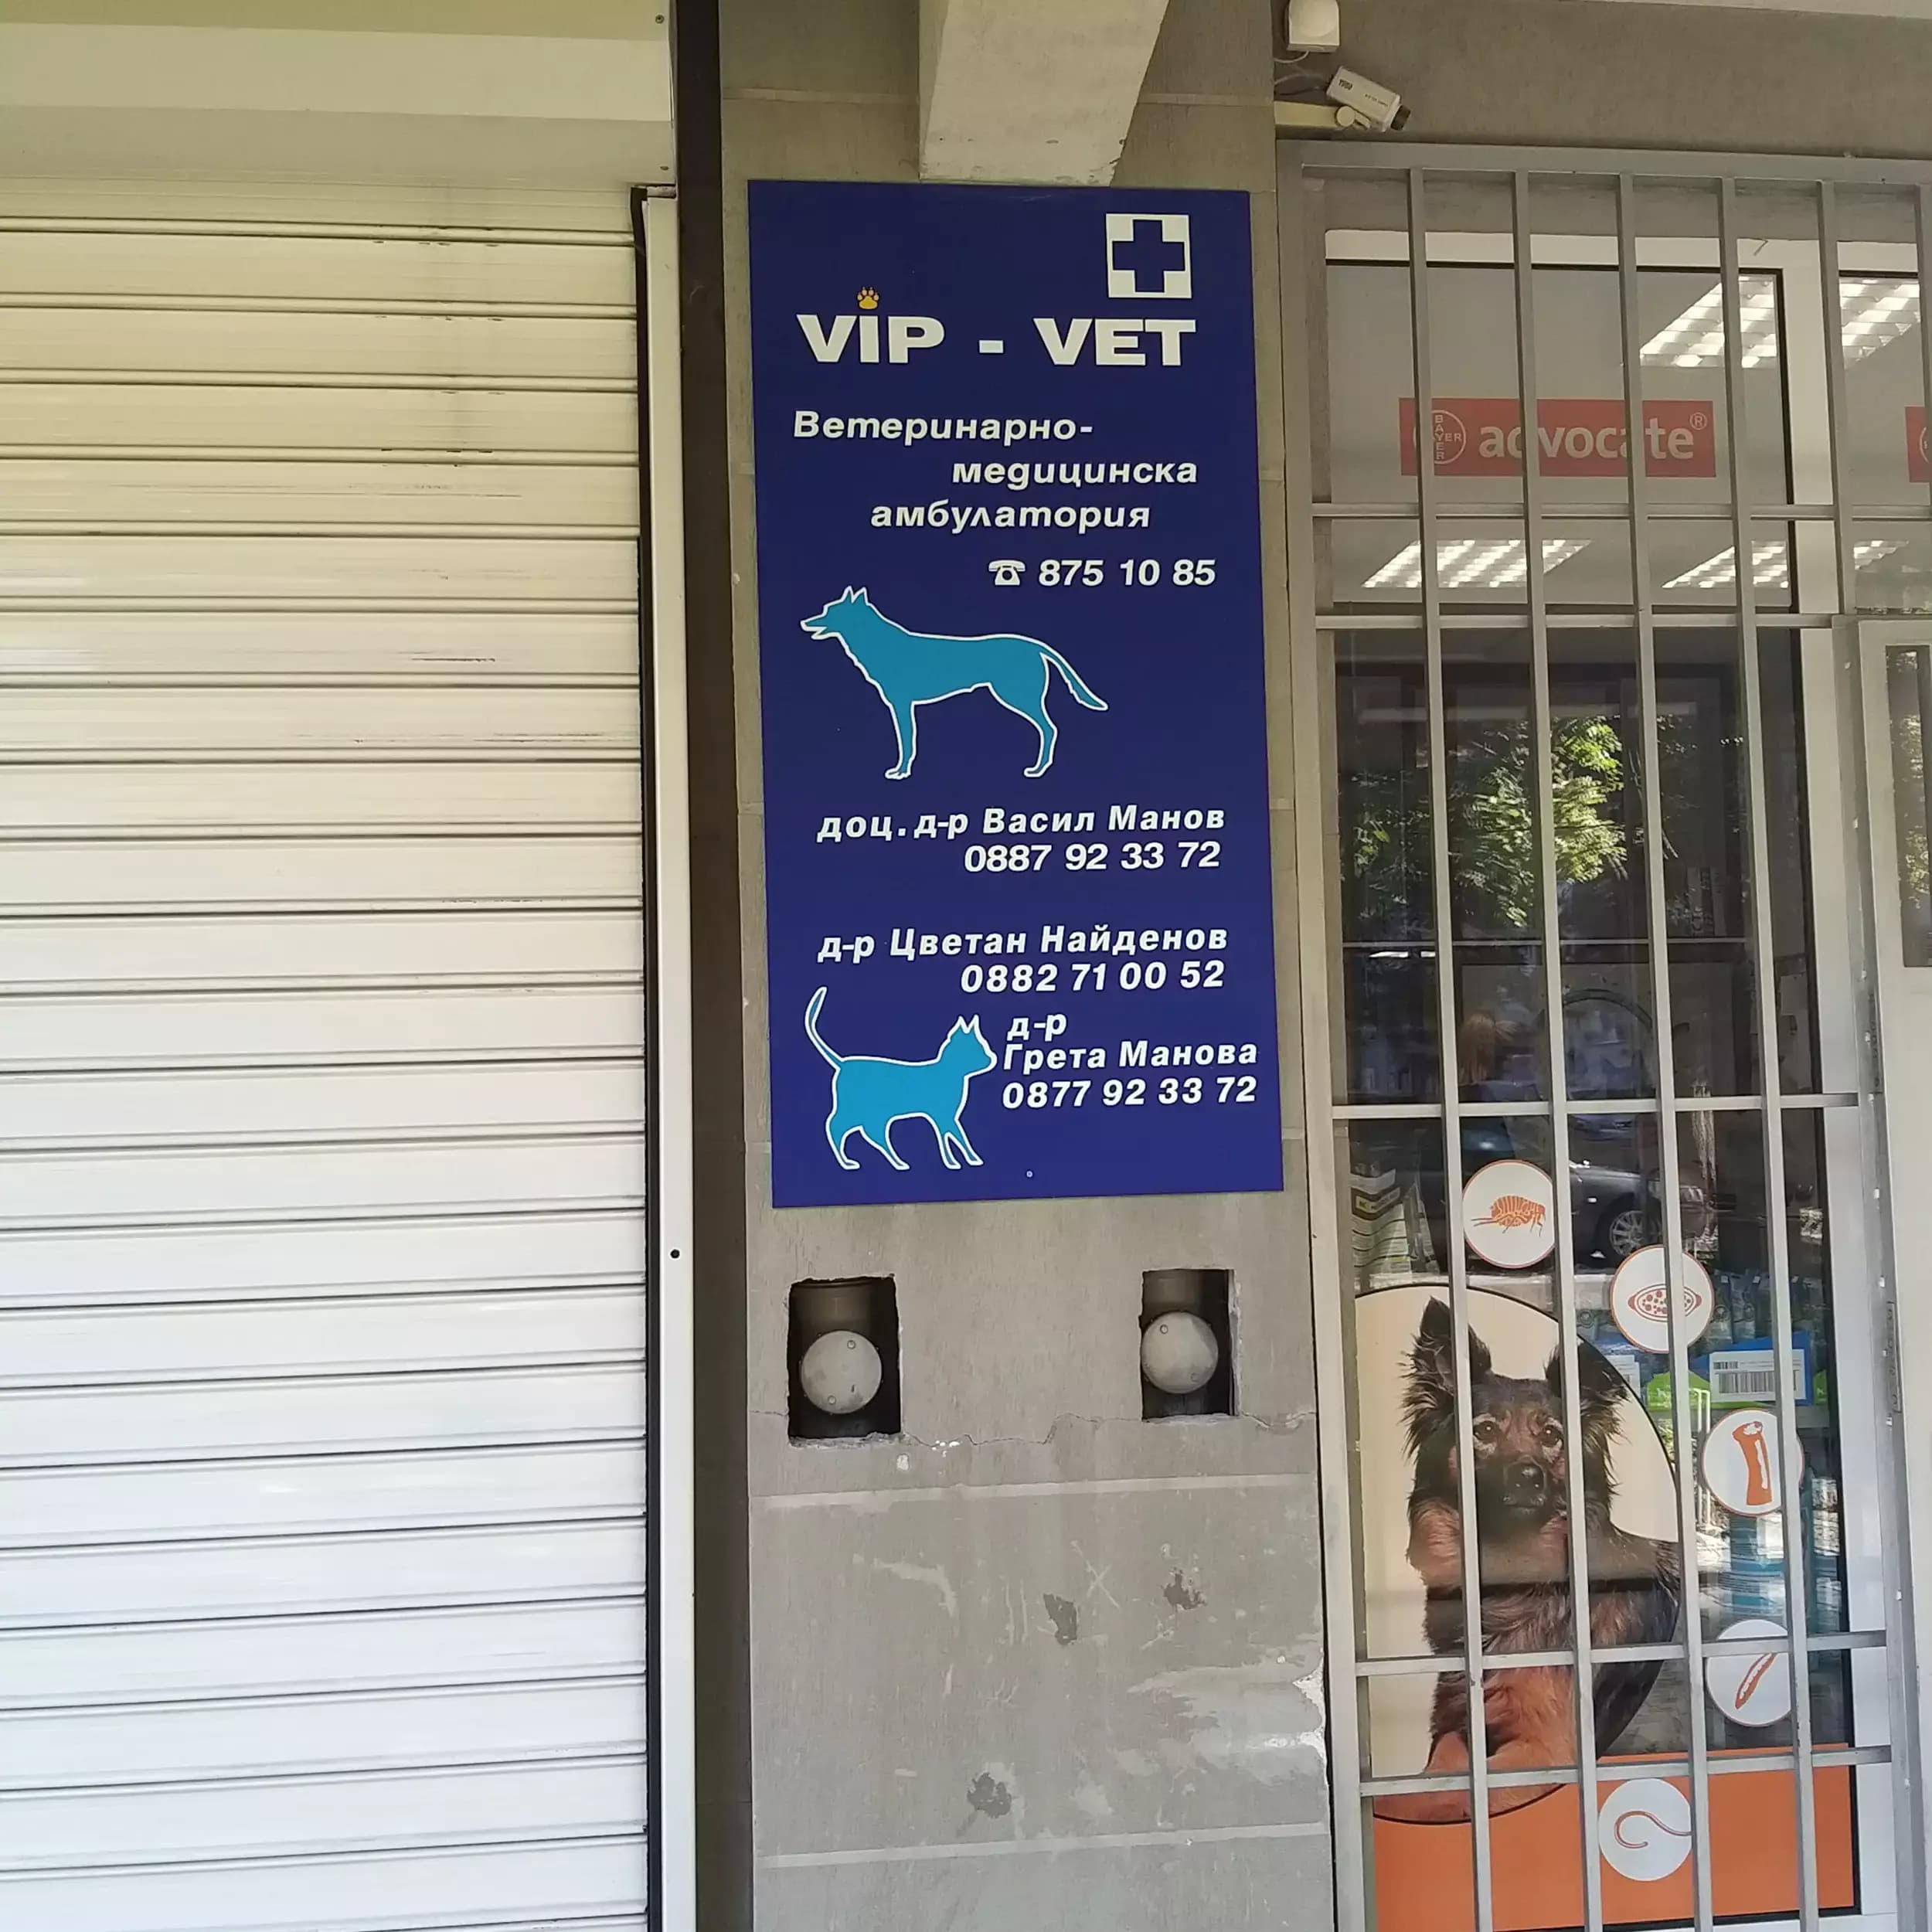 VIP - VET
Ветеринарно-
медицинска
амбулатория
☎ 875 10 85
доц. д-р Васил Манов
0887 92 33 72
д-р Цветан Найденов
0882 71 00 52
д-р
Грета Манова
0877 92 33 72
BAYER advocate®